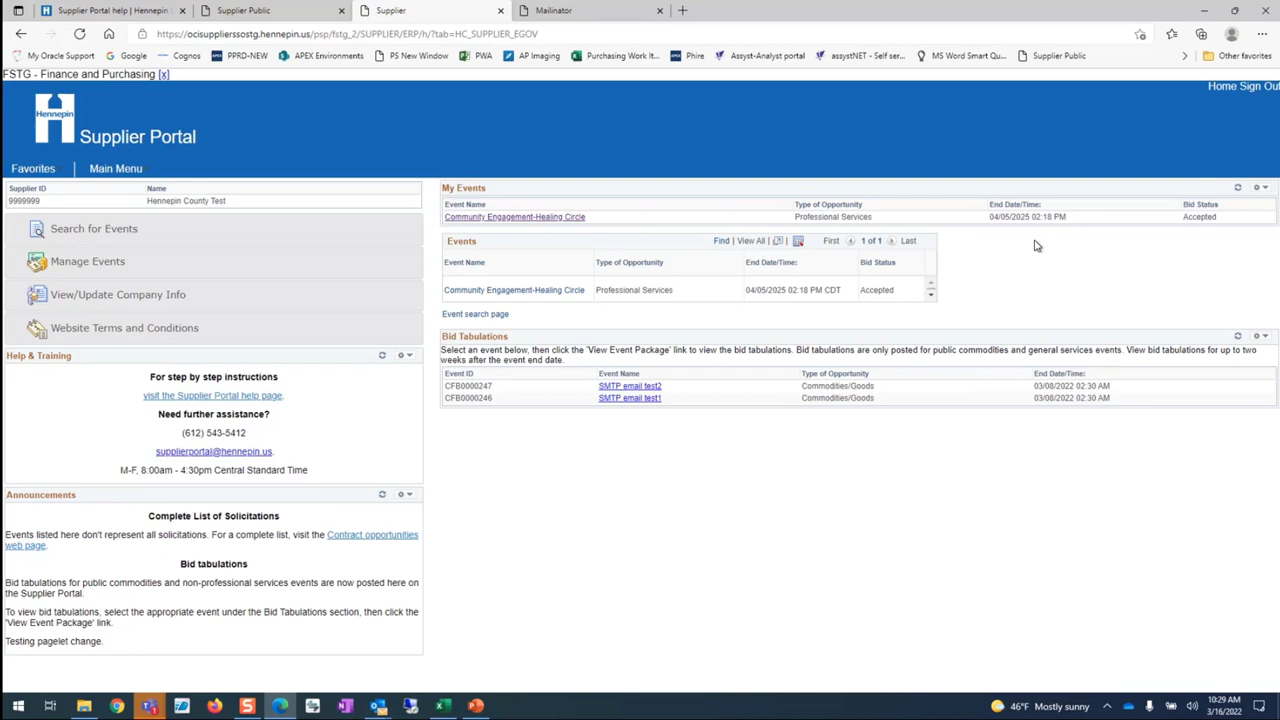 Supplier Portal help | Hennepin C
Supplier Public
Supplier
Mailinator
https://ocisupplierssostg.hennepin.us/psp/fstg_2/SUPPLIER/ERP/h/?tab=HC_SUPPLIER_EGOV
My Oracle Support
Google
Cognos
PPRD-NEW
APEX Environments
PS New Window
PWA
AP Imaging
Purchasing Work It...
Phire
Assyst-Analyst portal
assystNET - Self ser...
MS Word Smart Qu...
Supplier Public
Other favorites
FSTG - Finance and Purchasing [x]
Home Sign Out
Hennepin
Supplier Portal
Favorites
Main Menu
Supplier ID Name
9999999 Hennepin County Test
Search for Events
Manage Events
View/Update Company Info
Website Terms and Conditions
Help & Training
For step by step instructions
visit the Supplier Portal help page.
Need further assistance?
(612) 543-5412
supplierportal@hennepin.us.
M-F, 8:00am - 4:30pm Central Standard Time
Announcements
Complete List of Solicitations
Events listed here don't represent all solicitations. For a complete list, visit the Contract opportunities
web page.
Bid tabulations
Bid tabulations for public commodities and non-professional services events are now posted here on
the Supplier Portal.
To view bid tabulations, select the appropriate event under the Bid Tabulations section, then click the
'View Event Package' link.
Testing pagelet change.
My Events
Event Name Type of Opportunity End Date/Time: Bid Status
Community Engagement-Healing Circle Professional Services 04/05/2025 02:18 PM Accepted
Events Find | View All | First 1 of 1 Last
Event Name Type of Opportunity End Date/Time: Bid Status
Community Engagement-Healing Circle Professional Services 04/05/2025 02:18 PM CDT Accepted
Event search page
Bid Tabulations
Select an event below, then click the 'View Event Package' link to view the bid tabulations. Bid tabulations are only posted for public commodities and general services events. View bid tabulations for up to two
weeks after the event end date.
Event ID Event Name Type of Opportunity End Date/Time:
CFB0000247 SMTP email test2 Commodities/Goods 03/08/2022 02:30 AM
CFB0000246 SMTP email test1 Commodities/Goods 03/08/2022 02:30 AM
46°F Mostly sunny
10:29 AM
3/16/2022